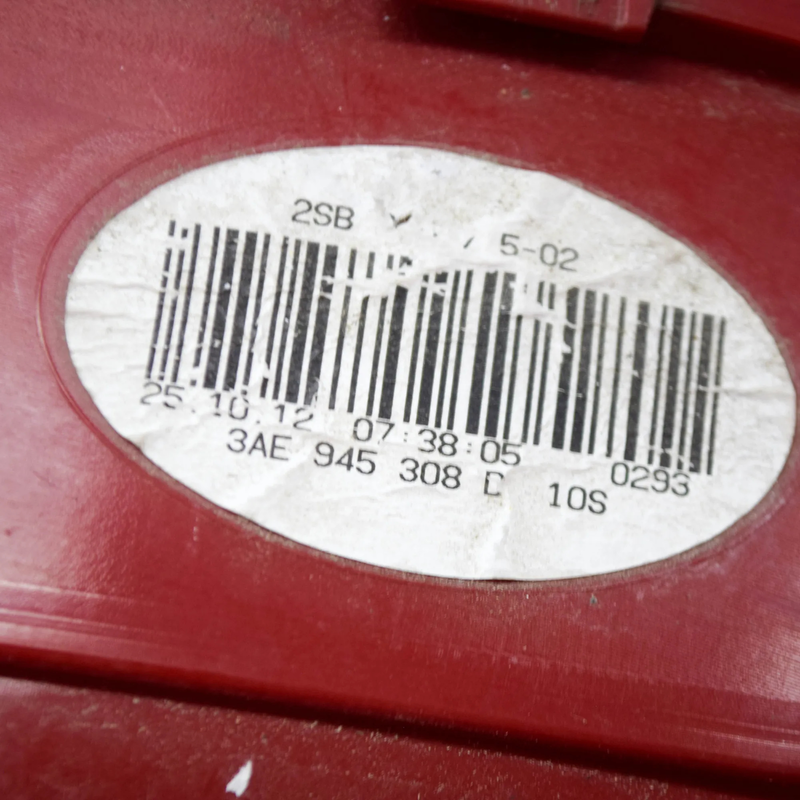 2SB 5-02
25.10.12 07:38:05 0293
3AE 945 308 D 10S